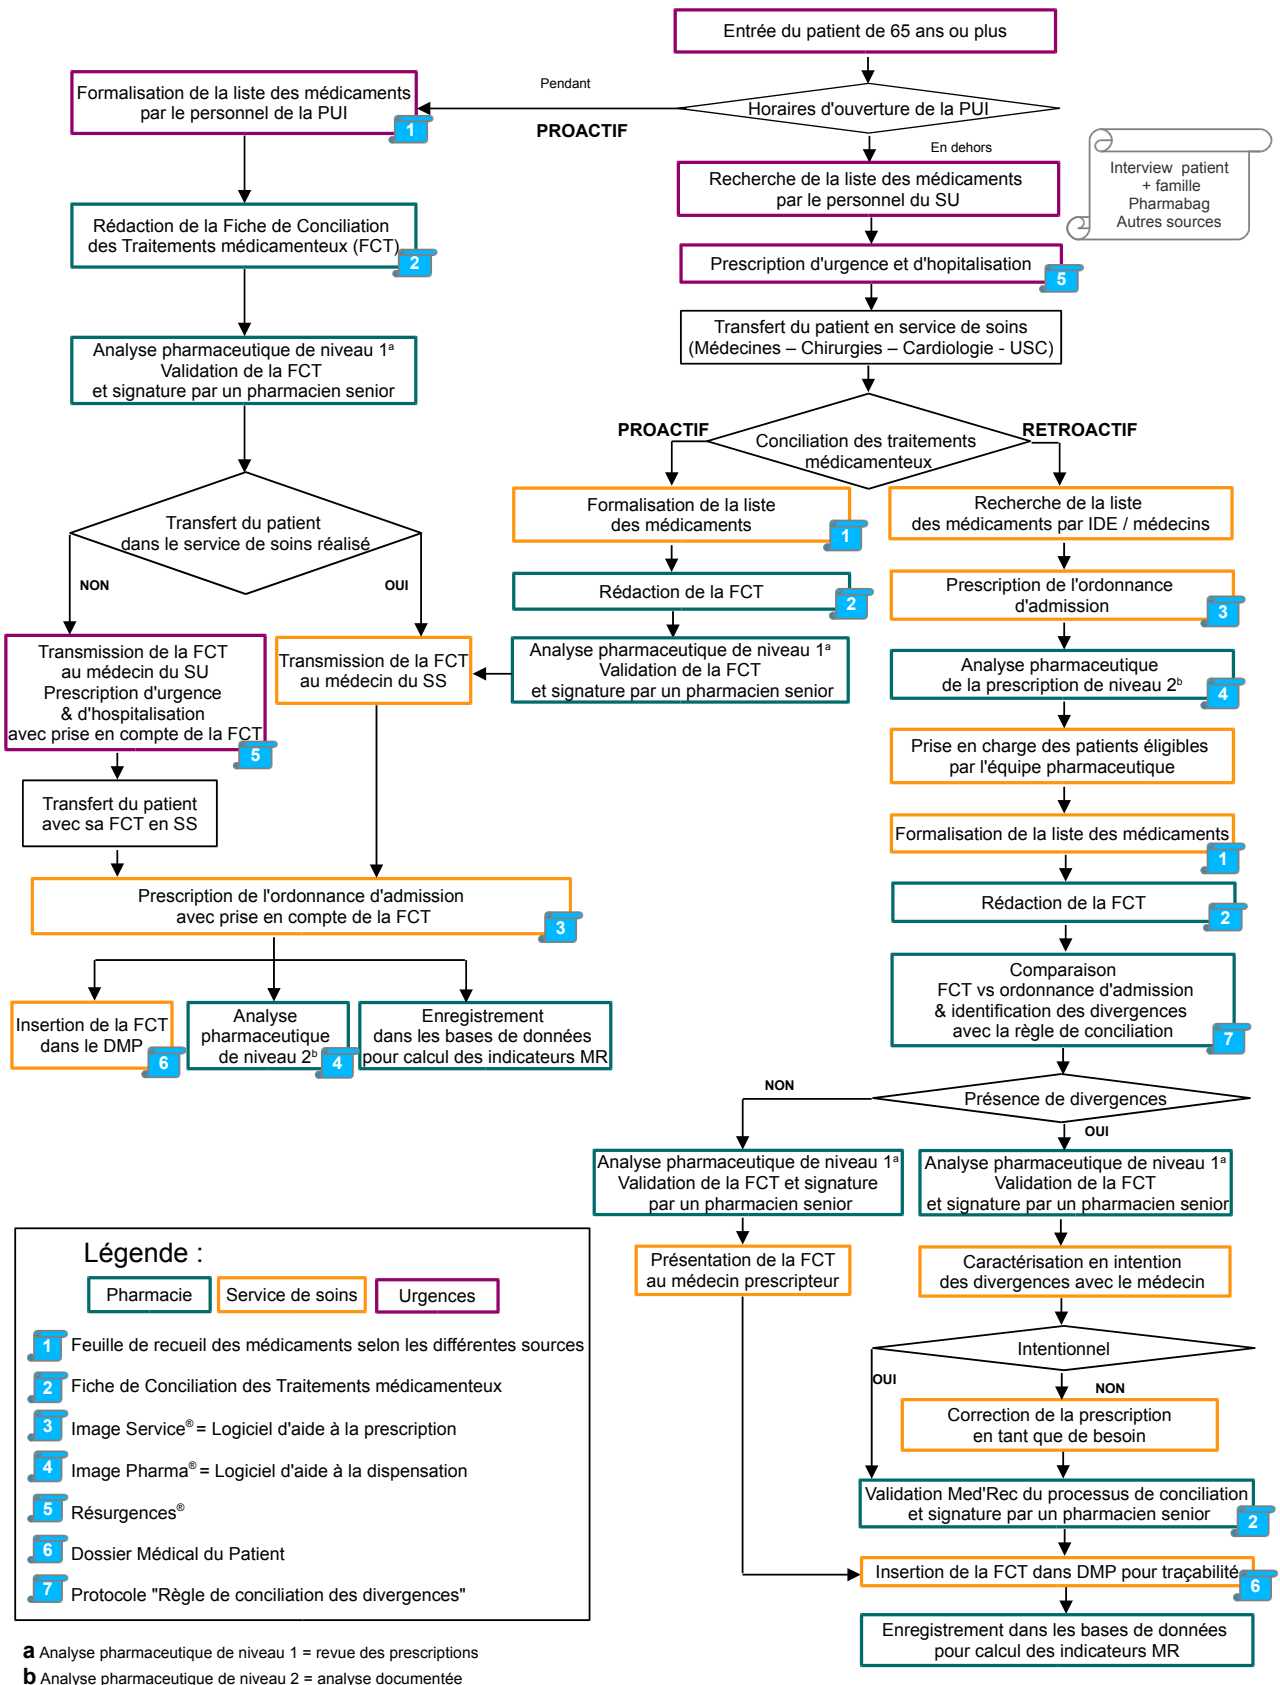 Entrée du patient de 65 ans ou plus
Pendant
Horaires d'ouverture de la PUI
PROACTIF
En dehors
Formalisation de la liste des médicaments
par le personnel de la PUI
1
Interview patient
+ famille
Pharmabag
Autres sources
Recherche de la liste des médicaments
par le personnel du SU
Rédaction de la Fiche de Conciliation
des Traitements médicamenteux (FCT)
2
Prescription d'urgence et d'hopitalisation
5
Transfert du patient en service de soins
(Médecines – Chirurgies – Cardiologie - USC)
Analyse pharmaceutique de niveau 1ª
Validation de la FCT
et signature par un pharmacien senior
PROACTIF
RETROACTIF
Conciliation des traitements
médicamenteux
Transfert du patient
dans le service de soins réalisé
NON
OUI
Formalisation de la liste
des médicaments
1
Recherche de la liste
des médicaments par IDE / médecins
Rédaction de la FCT
2
Prescription de l'ordonnance
d'admission
3
Transmission de la FCT
au médecin du SU
Prescription d'urgence
& d'hospitalisation
avec prise en compte de la FCT
5
Transmission de la FCT
au médecin du SS
Analyse pharmaceutique de niveau 1ª
Validation de la FCT
et signature par un pharmacien senior
Analyse pharmaceutique
de la prescription de niveau 2ᵇ
4
Prise en charge des patients éligibles
par l'équipe pharmaceutique
Transfert du patient
avec sa FCT en SS
Formalisation de la liste des médicaments
1
Prescription de l'ordonnance d'admission
avec prise en compte de la FCT
3
Rédaction de la FCT
2
Insertion de la FCT
dans le DMP
6
Analyse
pharmaceutique
de niveau 2ᵇ
4
Enregistrement
dans les bases de données
pour calcul des indicateurs MR
Comparaison
FCT vs ordonnance d'admission
& identification des divergences
avec la règle de conciliation
7
NON
Présence de divergences
OUI
Analyse pharmaceutique de niveau 1ª
Validation de la FCT et signature
par un pharmacien senior
Analyse pharmaceutique de niveau 1ª
Validation de la FCT
et signature par un pharmacien senior
Présentation de la FCT
au médecin prescripteur
Caractérisation en intention
des divergences avec le médecin
Intentionnel
OUI
NON
Correction de la prescription
en tant que de besoin
Validation Med'Rec du processus de conciliation
et signature par un pharmacien senior
2
Insertion de la FCT dans DMP pour traçabilité
6
Enregistrement dans les bases de données
pour calcul des indicateurs MR
Légende :
Pharmacie
Service de soins
Urgences
1 Feuille de recueil des médicaments selon les différentes sources
2 Fiche de Conciliation des Traitements médicamenteux
3 Image Service® = Logiciel d'aide à la prescription
4 Image Pharma® = Logiciel d'aide à la dispensation
5 Résurgences®
6 Dossier Médical du Patient
7 Protocole "Règle de conciliation des divergences"
a Analyse pharmaceutique de niveau 1 = revue des prescriptions
b Analyse pharmaceutique de niveau 2 = analyse documentée